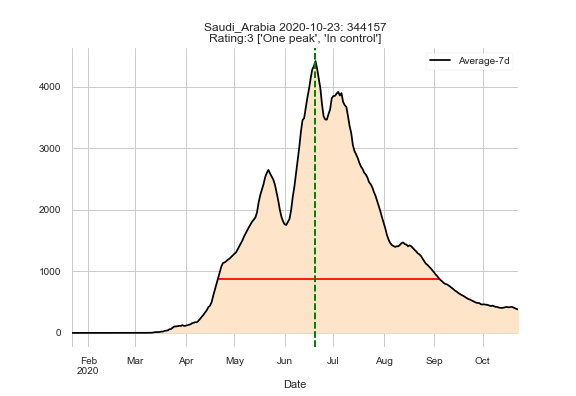 Saudi_Arabia 2020-10-23: 344157
Rating:3 ['One peak', 'In control']
Average-7d
4000
3000
2000
1000
0
Feb Mar Apr May Jun Jul Aug Sep Oct
2020
Date